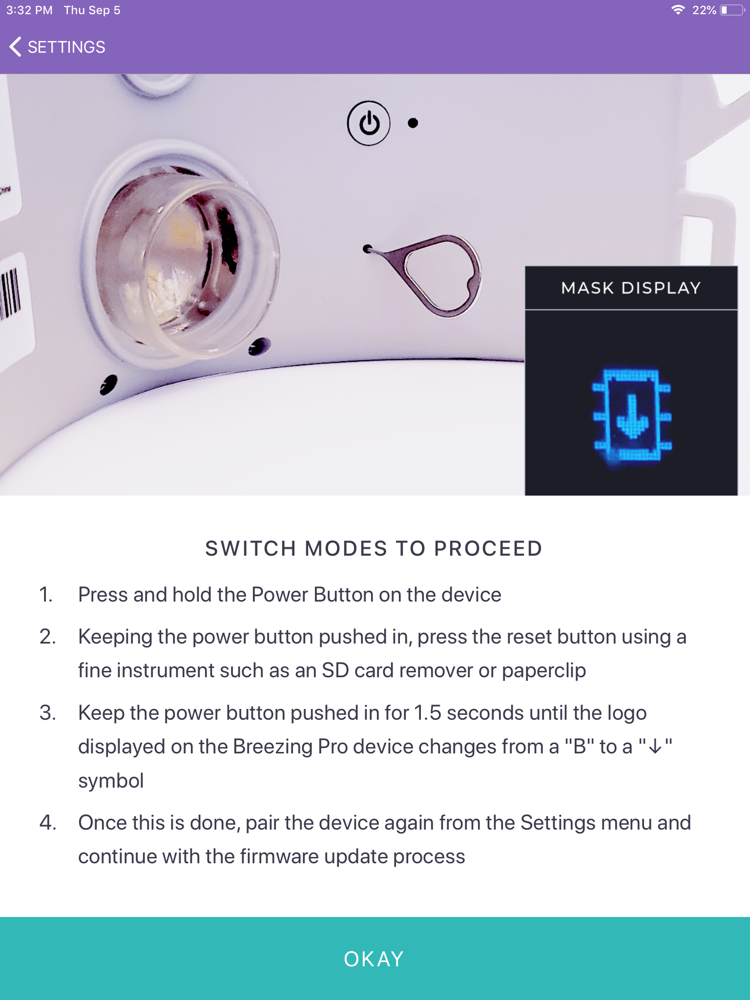 3:32 PM Thu Sep 5 22%
SETTINGS
China
MASK DISPLAY
SWITCH MODES TO PROCEED
1. Press and hold the Power Button on the device
2. Keeping the power button pushed in, press the reset button using a
fine instrument such as an SD card remover or paperclip
3. Keep the power button pushed in for 1.5 seconds until the logo
displayed on the Breezing Pro device changes from a "B" to a "↓"
symbol
4. Once this is done, pair the device again from the Settings menu and
continue with the firmware update process
OKAY